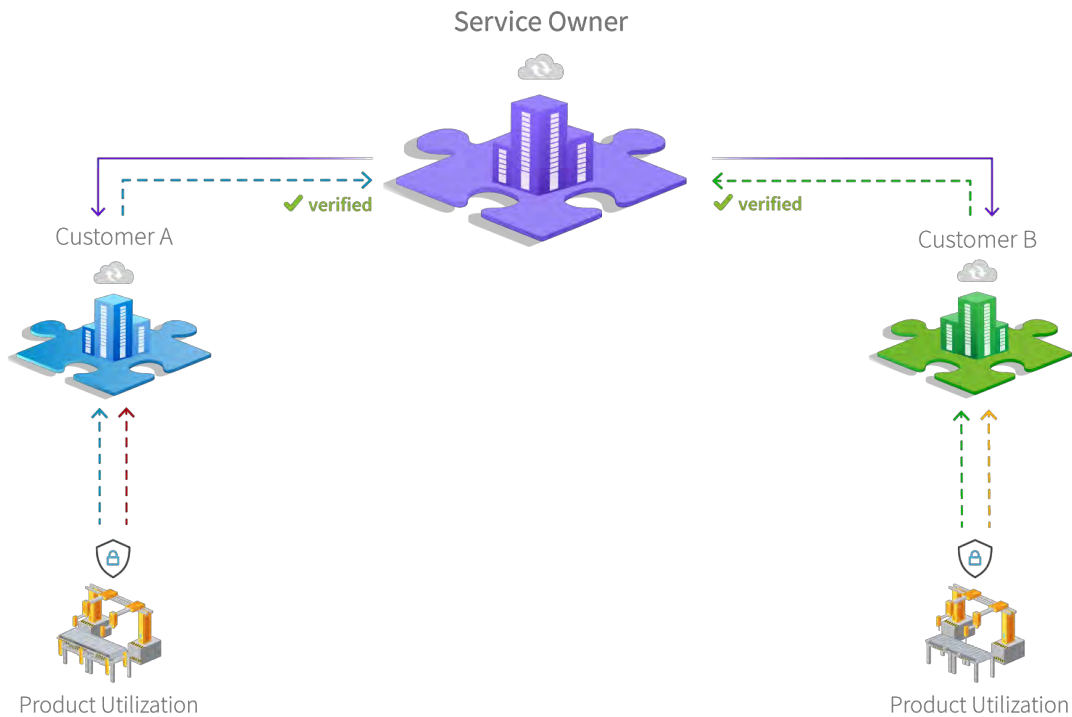 Service Owner
verified
verified
Customer A
Customer B
Product Utilization
Product Utilization